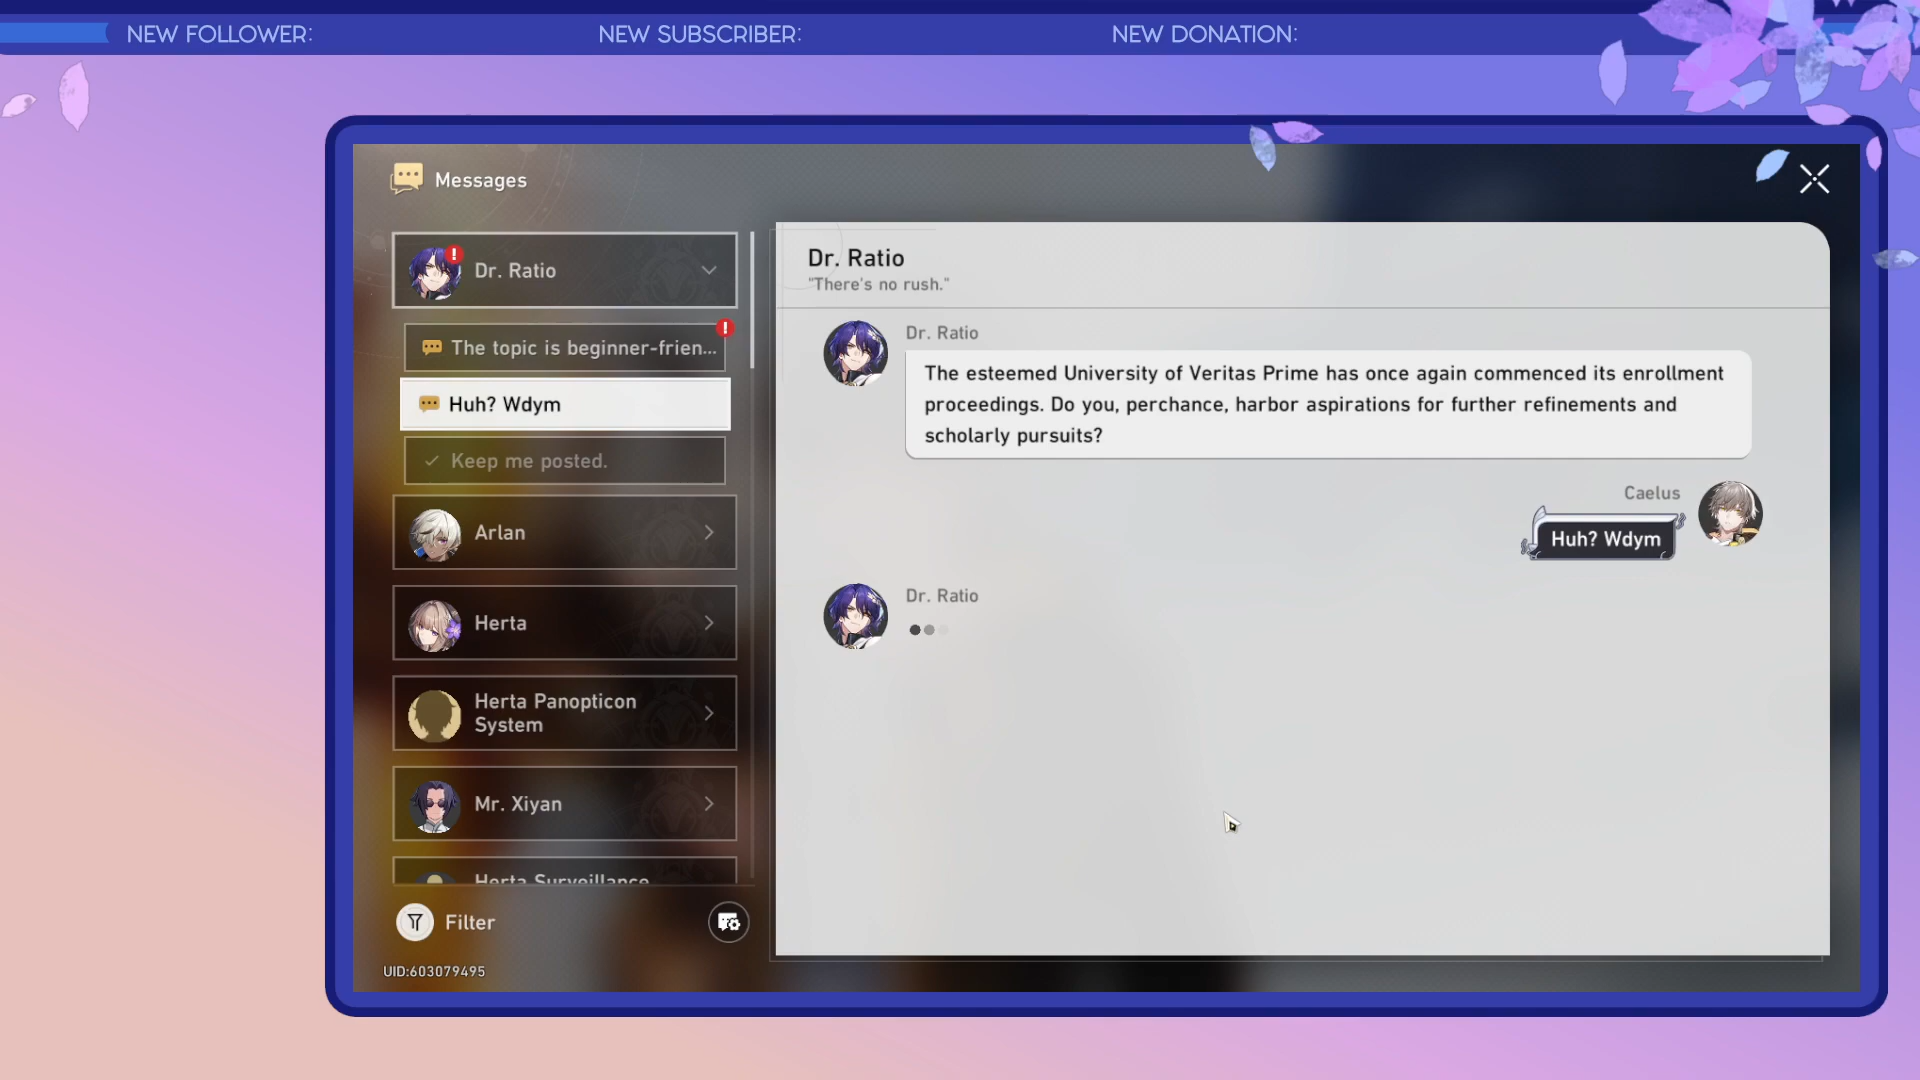 NEW FOLLOWER:
NEW SUBSCRIBER:
NEW DONATION:
Messages
Dr. Ratio
The topic is beginner-frien...
Huh? Wdym
Keep me posted.
Arlan
Herta
Herta Panopticon
System
Mr. Xiyan
Herta Surveillance
Filter
UID:603079495
Dr. Ratio
"There's no rush."
Dr. Ratio
The esteemed University of Veritas Prime has once again commenced its enrollment
proceedings. Do you, perchance, harbor aspirations for further refinements and
scholarly pursuits?
Caelus
Huh? Wdym
Dr. Ratio